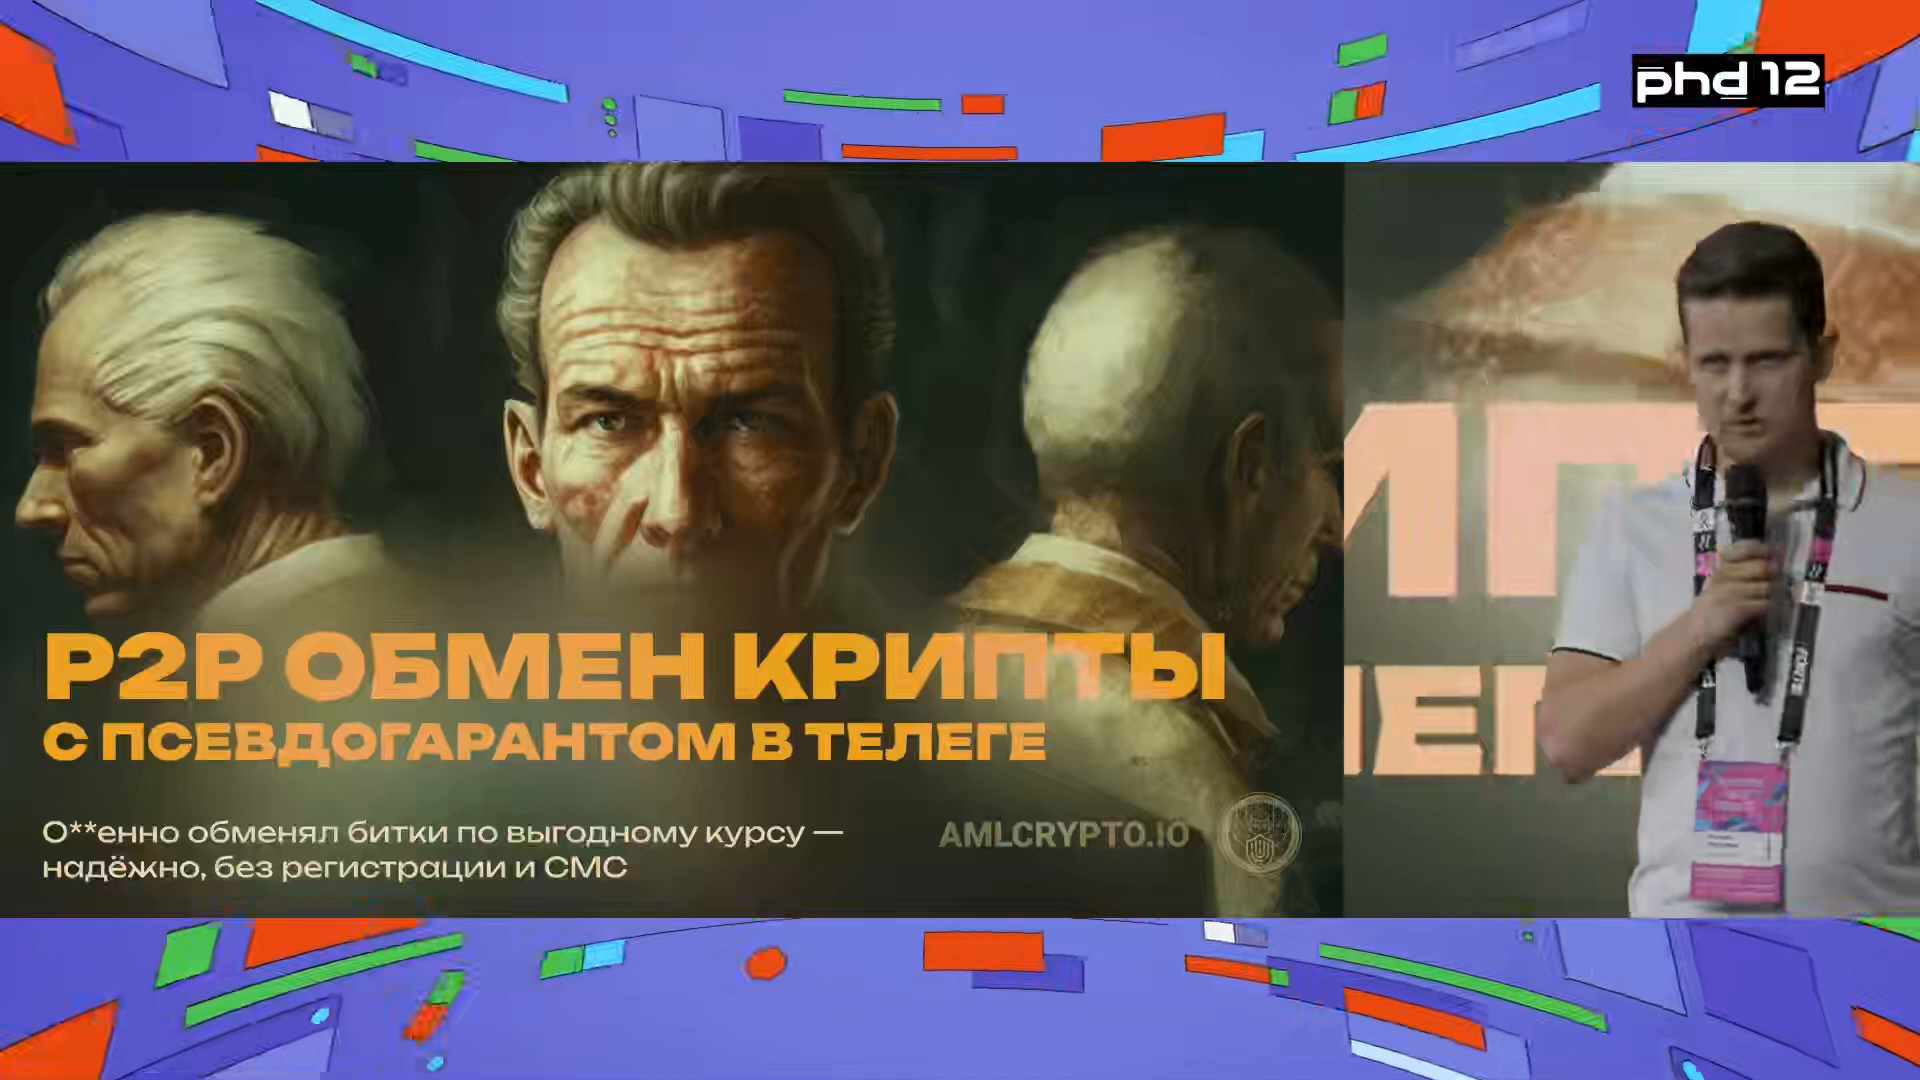 phd 12
P2P ОБМЕН КРИПТЫ
С ПСЕВДОГАРАНТОМ В ТЕЛЕГЕ
О**енно обменял битки по выгодному курсу —
надёжно, без регистрации и СМС
AMLCRYPTO.IO